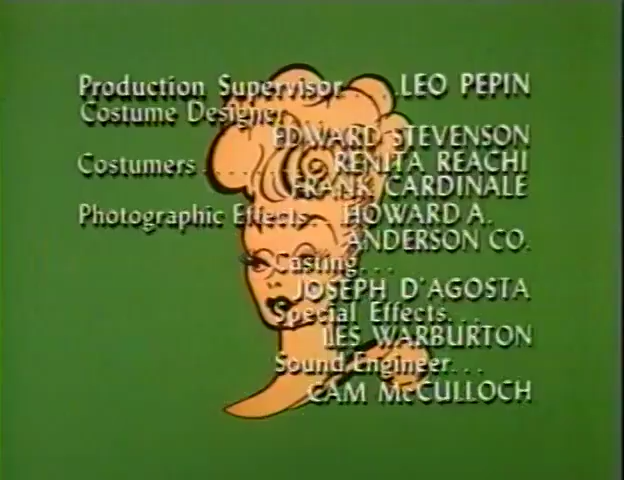 Production Supervisor . . . LEO PEPIN
Costume Designer
EDWARD STEVENSON
Costumers . . . . . . RENITA REACHI
FRANK CARDINALE
Photographic Effects . . HOWARD A.
ANDERSON CO.
Casting. . .
JOSEPH D'AGOSTA
Special Effects. . .
LES WARBURTON
Sound Engineer. . .
CAM McCULLOCH